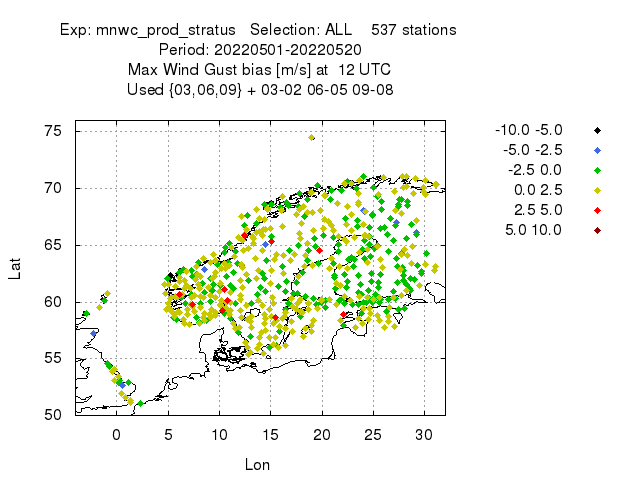 Exp: mnwc_prod_stratus   Selection: ALL    537 stations
Period: 20220501-20220520
Max Wind Gust bias [m/s] at  12 UTC
Used {03,06,09} + 03-02 06-05 09-08
-10.0 -5.0
-5.0 -2.5
-2.5 0.0
0.0 2.5
2.5 5.0
5.0 10.0
75
70
65
60
55
50
Lat
0 5 10 15 20 25 30
Lon